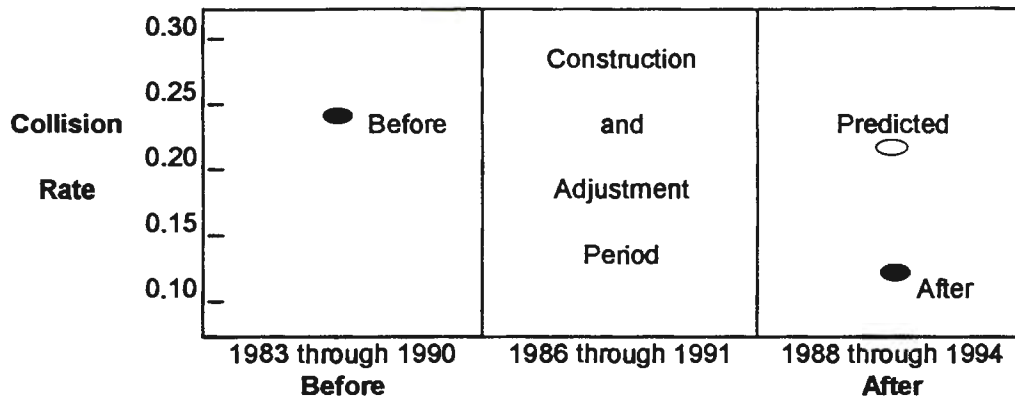 0.30
0.25
0.20
0.15
0.10
Collision
Rate
Before
Construction
and
Adjustment
Period
Predicted
After
1983 through 1990
Before
1986 through 1991
1988 through 1994
After